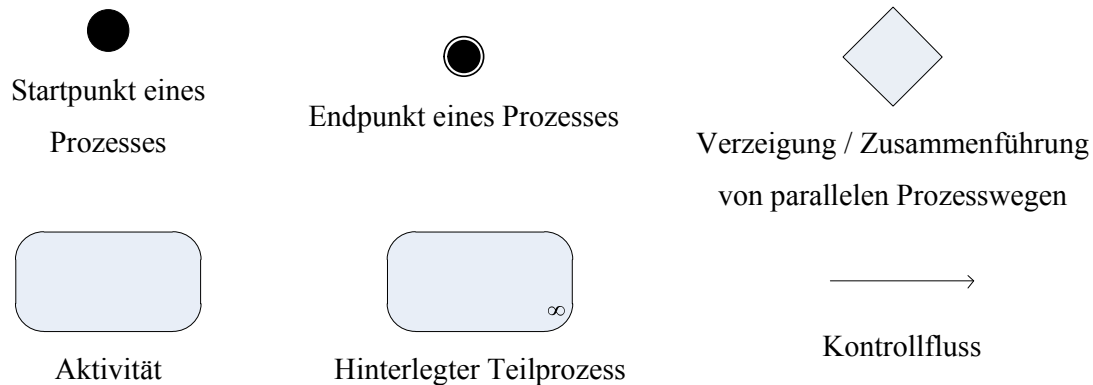 Startpunkt eines
Prozesses
Endpunkt eines Prozesses
Verzeigung / Zusammenführung
von parallelen Prozesswegen
∞
Aktivität
Hinterlegter Teilprozess
Kontrollfluss